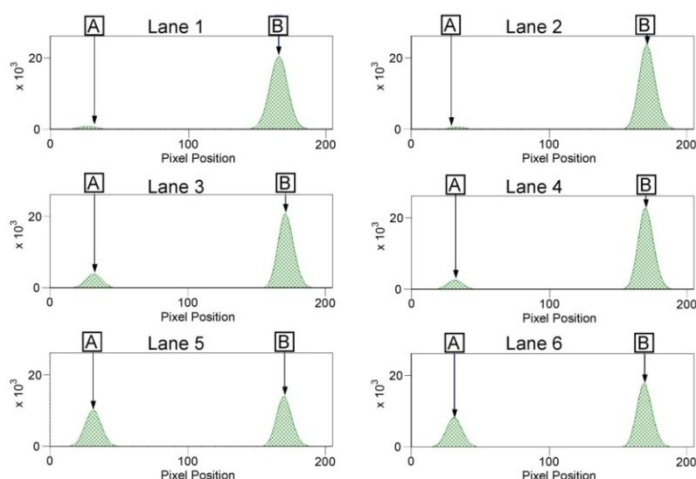 A Lane 1 B
20
0
x 10³
0 100 200
Pixel Position
A Lane 2 B
20
0
x 10³
0 100 200
Pixel Position
A Lane 3 B
20
0
x 10³
0 100 200
Pixel Position
A Lane 4 B
20
0
x 10³
0 100 200
Pixel Position
A Lane 5 B
20
0
x 10³
0 100 200
Pixel Position
A Lane 6 B
20
0
x 10³
0 100 200
Pixel Position